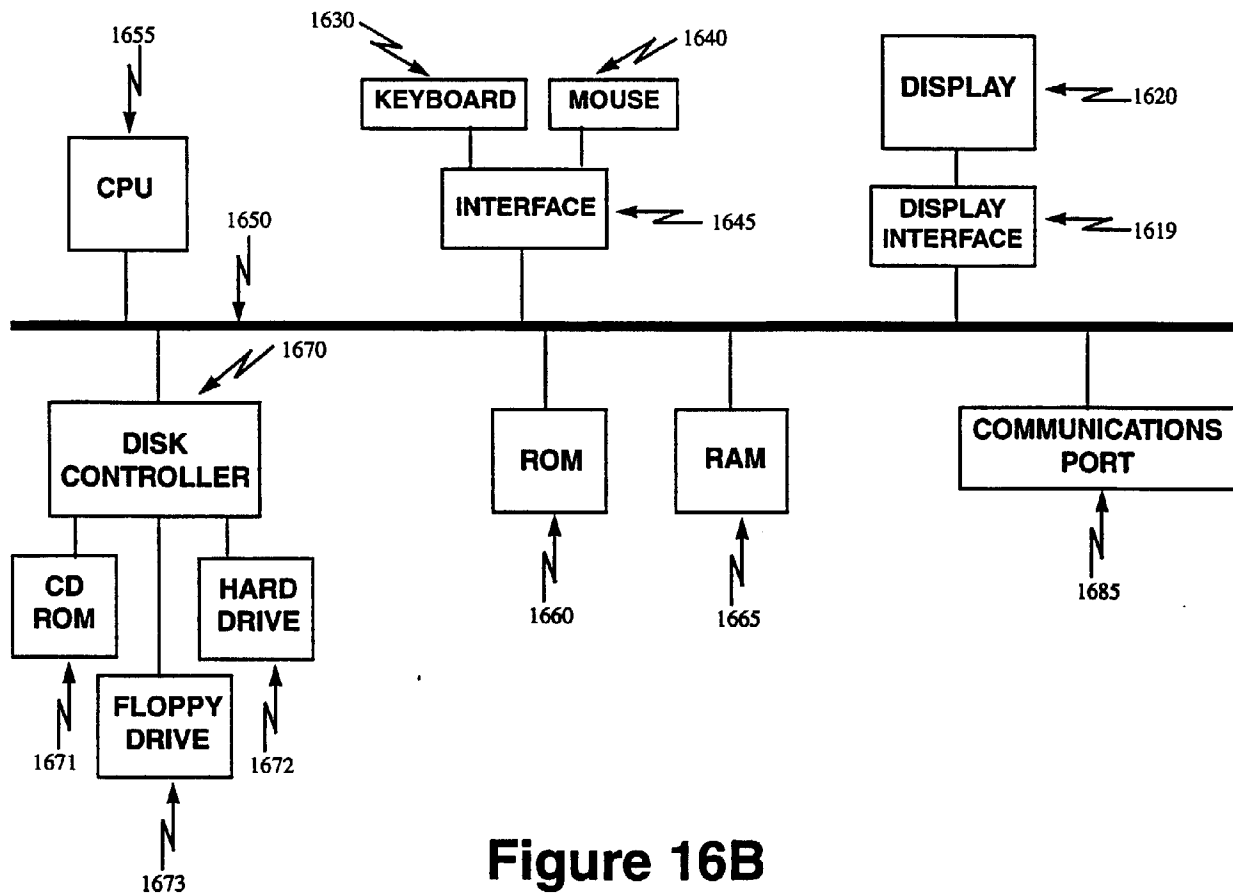 1655
1630
1640
KEYBOARD
MOUSE
DISPLAY
1620
CPU
INTERFACE
1645
DISPLAY
INTERFACE
1619
1650
1670
DISK
CONTROLLER
ROM
RAM
COMMUNICATIONS
PORT
CD
ROM
HARD
DRIVE
1660
1665
1685
FLOPPY
DRIVE
1671
1672
1673
Figure 16B